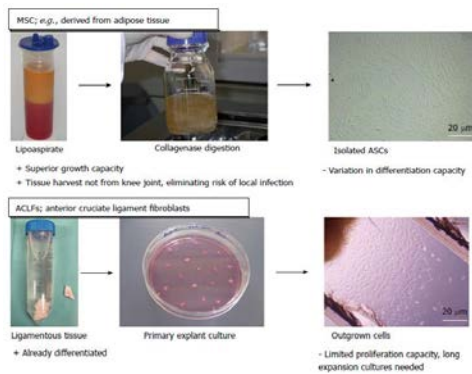 MSC; e.g., derived from adipose tissue
20 µm
Lipoaspirate
Collagenase digestion
Isolated ASCs
+ Superior growth capacity
+ Tissue harvest not from knee joint, eliminating risk of local infection
- Variation in differentiation capacity
ACLFs; anterior cruciate ligament fibroblasts
20 µm
Ligamentous tissue
Primary explant culture
Outgrown cells
+ Already differentiated
- Limited proliferation capacity, long
expansion cultures needed